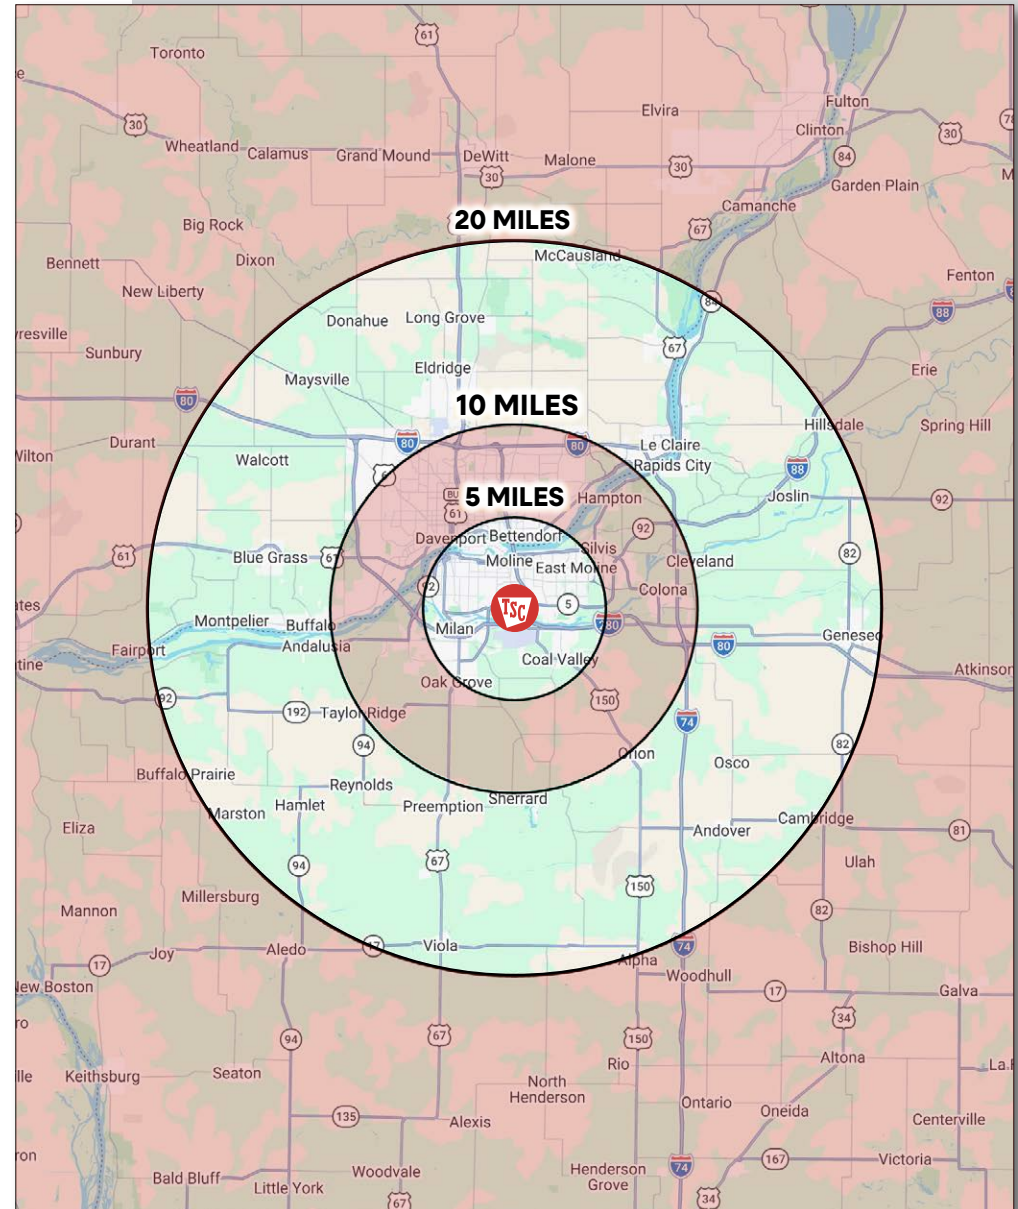 61
Toronto
Elvira
Fulton
30
Clinton
30
Wheatland
Calamus
Grand Mound
DeWitt
Malone
30
30
84
Garden Plain
Camanche
20 MILES
Big Rock
67
McCausland
Bennett
Dixon
Fenton
New Liberty
84
88
Donahue
Long Grove
Sunbury
67
Eldridge
Erie
Maysville
80
10 MILES
Hillsdale
Spring Hill
Durant
80
80
Le Claire
Walcott
Rapids City
88
5 MILES
Hampton
Joslin
92
61
92
Davenport
Bettendorf
Silvis
61
Blue Grass
61
Moline
East Moline
Cleveland
82
92
Colona
TSC
5
Montpelier
Buffalo
Milan
280
Geneseo
Fairport
Andalusia
80
Coal Valley
Atkinson
Oak Grove
92
150
192
Taylor Ridge
74
94
Orion
82
Osco
Buffalo Prairie
Reynolds
Hamlet
Preemption
Sherrard
Marston
Cambridge
Eliza
Andover
81
67
Ulah
94
150
Millersburg
Mannon
82
17
Viola
74
Bishop Hill
Joy
Aledo
Alpha
17
Woodhull
New Boston
17
Galva
34
94
67
150
Altona
Rio
Keithsburg
Seaton
North
Henderson
Ontario
Oneida
135
Alexis
Centerville
167
Victoria
74
Bald Bluff
Woodvale
Henderson
Grove
Little York
67
34